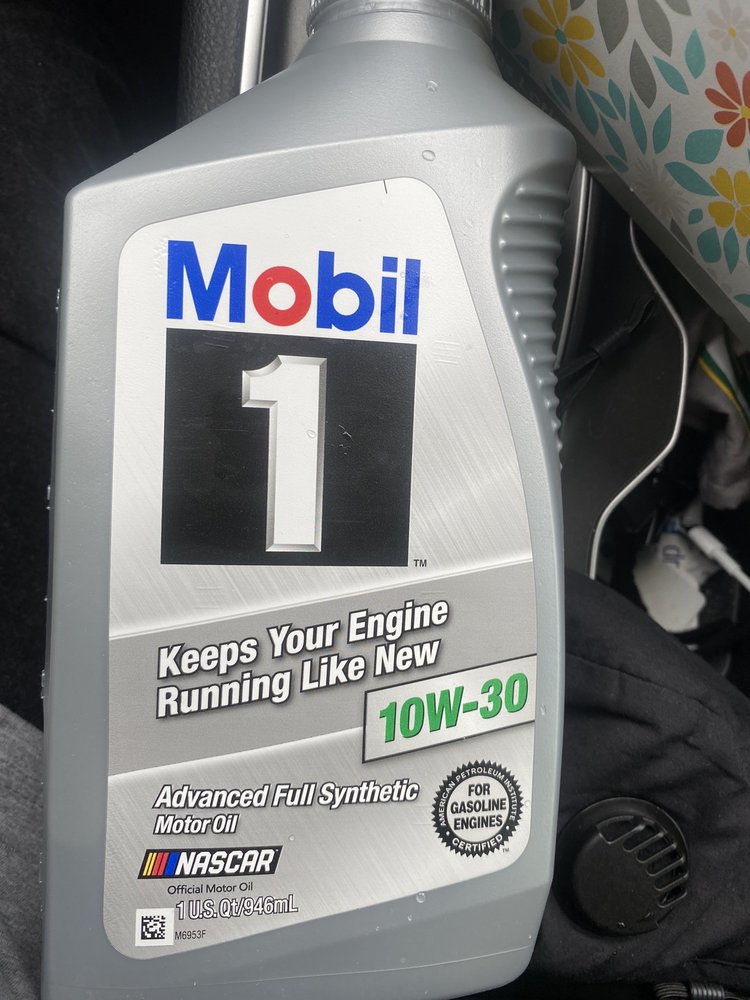 Mobil
1
TM
Keeps Your Engine
Running Like New
10W-30
Advanced Full Synthetic
Motor Oil
AMERICAN PETROLEUM INSTITUTE
FOR
GASOLINE
ENGINES
CERTIFIED
TM
NASCAR
Official Motor Oil
1 U.S. Qt/946mL
M6953F